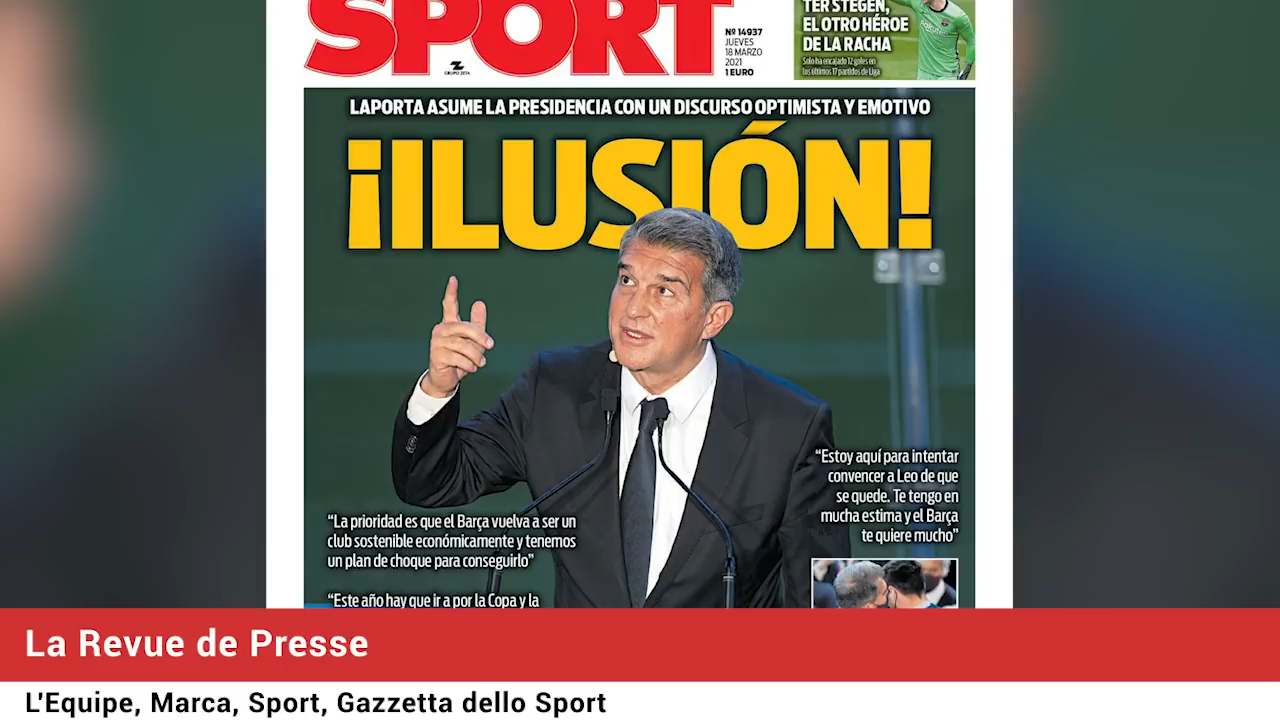 SPORT
GRUPO ZETA
Nº 14937
JUEVES
18 MARZO
2021
1 EURO
TER STEGEN,
EL OTRO HÉROE
DE LA RACHA
Solo ha encajado 12 goles en
los últimos 17 partidos de Liga
LAPORTA ASUME LA PRESIDENCIA CON UN DISCURSO OPTIMISTA Y EMOTIVO
¡ILUSIÓN!
“Estoy aquí para intentar
convencer a Leo de que
se quede. Te tengo en
mucha estima y el Barça
te quiere mucho”
“La prioridad es que el Barça vuelva a ser un
club sostenible económicamente y tenemos
un plan de choque para conseguirlo”
“Este año hay que ir a por la Copa y la
La Revue de Presse
L'Equipe, Marca, Sport, Gazzetta dello Sport